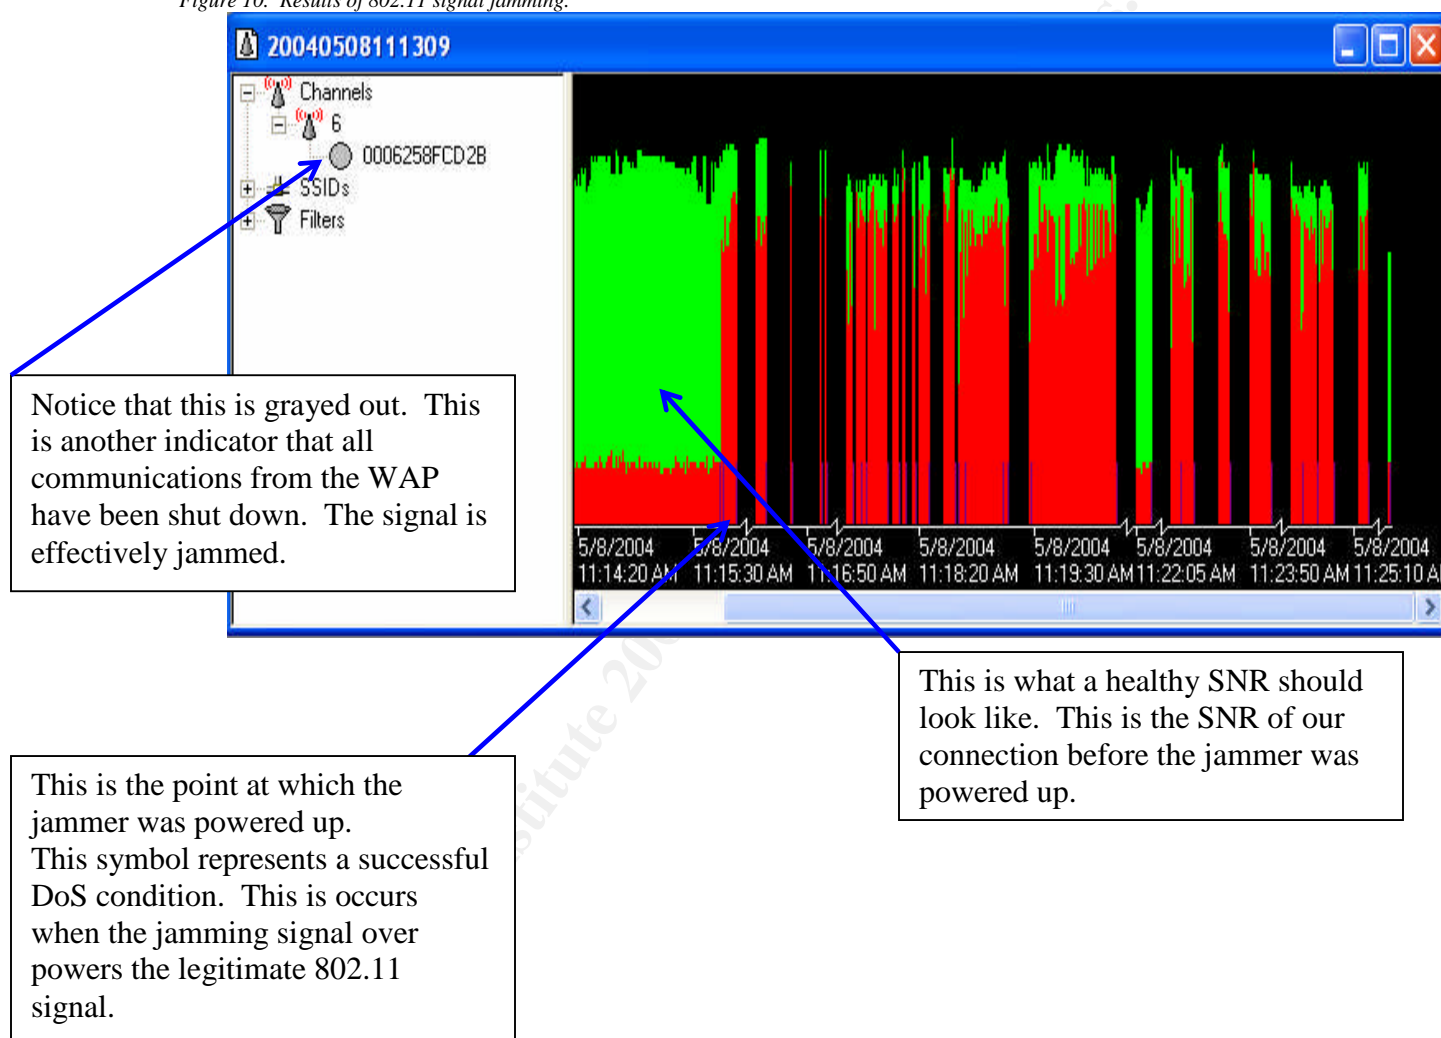 Figure 10. Results of 802.11 signal jamming.
20040508111309
Channels
6
0006258FCD2B
SSIDs
Filters
5/8/2004 5/8/2004 5/8/2004 5/8/2004 5/8/2004 5/8/2004 5/8/2004 5/8/2004
11:14:20 AM 11:15:30 AM 11:16:50 AM 11:18:20 AM 11:19:30 AM 11:22:05 AM 11:23:50 AM 11:25:10 A
Notice that this is grayed out. This
is another indicator that all
communications from the WAP
have been shut down. The signal is
effectively jammed.
This is what a healthy SNR should
look like. This is the SNR of our
connection before the jammer was
powered up.
This is the point at which the
jammer was powered up.
This symbol represents a successful
DoS condition. This is occurs
when the jamming signal over
powers the legitimate 802.11
signal.